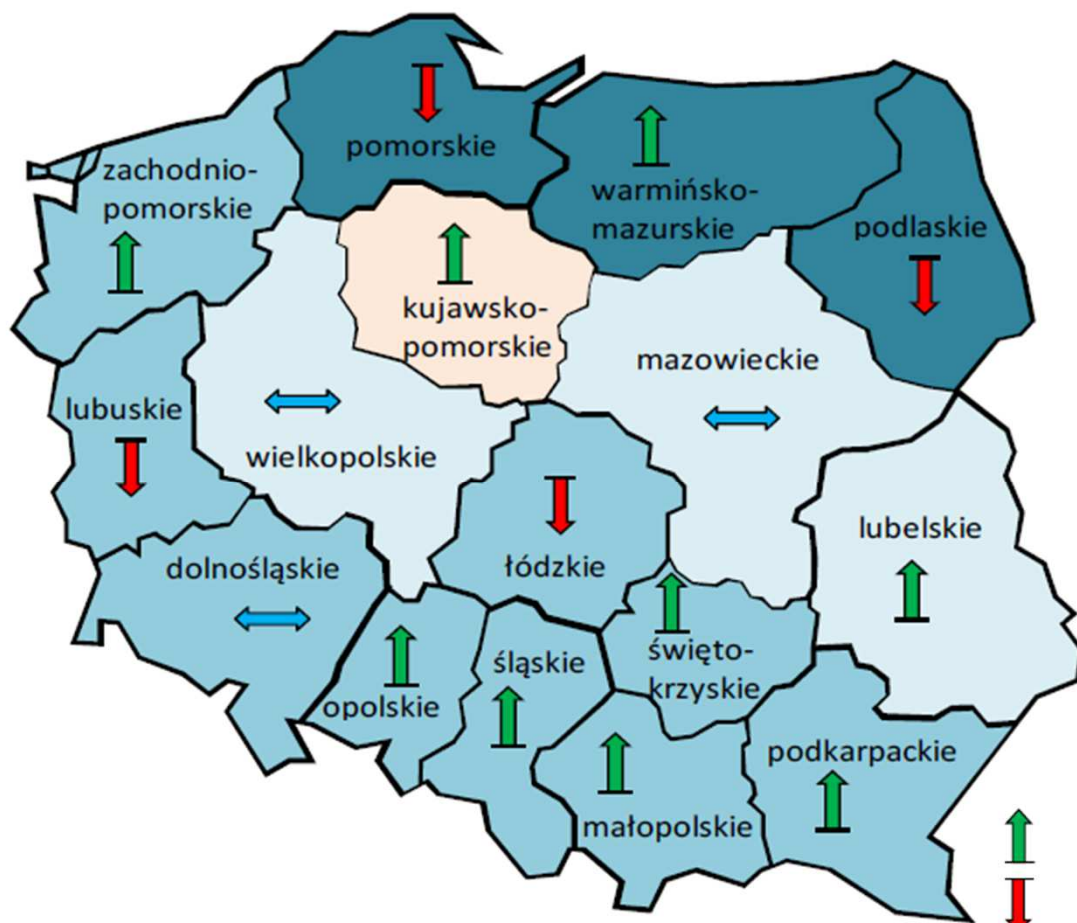 pomorskie
zachodnio-
pomorskie
warmińsko-
mazurskie
podlaskie
kujawsko-
pomorskie
mazowieckie
lubuskie
wielkopolskie
lubelskie
dolnośląskie
łódzkie
święto-
krzyskie
śląskie
opolskie
podkarpackie
małopolskie